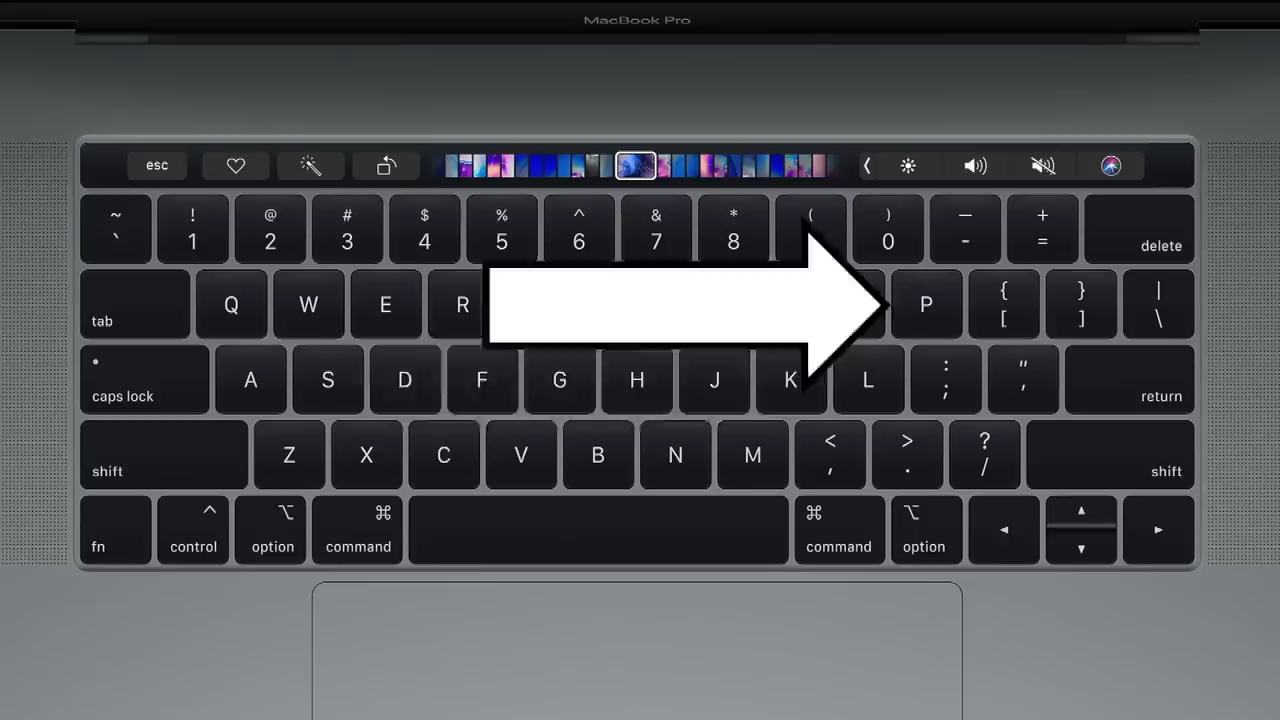 MacBook Pro
esc
~ ! @ # $ % ^ & * ( ) — +
` 1 2 3 4 5 6 7 8 0 - =
delete
tab Q W E R P { [ } ] | \
caps lock A S D F G H J K L : ; " ' return
shift Z X C V B N M < , > . ? / shift
fn ^ control ⌥ option ⌘ command ⌘ command ⌥ option ◂ ▴ ▾ ▸